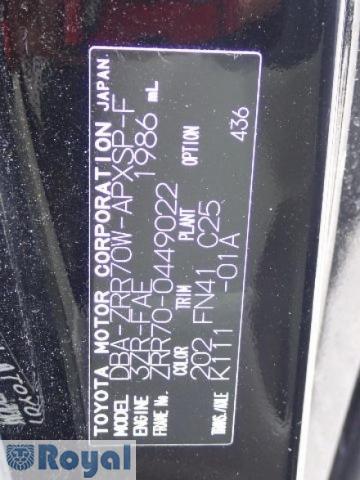 TOYOTA MOTOR CORPORATION JAPAN.
MODEL DBA-ZRR70W-APXSP-F
ENGINE 3ZR-FAE 1986 mL
FRAME No. ZRR70-0449022
COLOR TRIM PLANT OPTION
202 FN41 C25 436
TRANS./AXLE K111 -01A
Royal